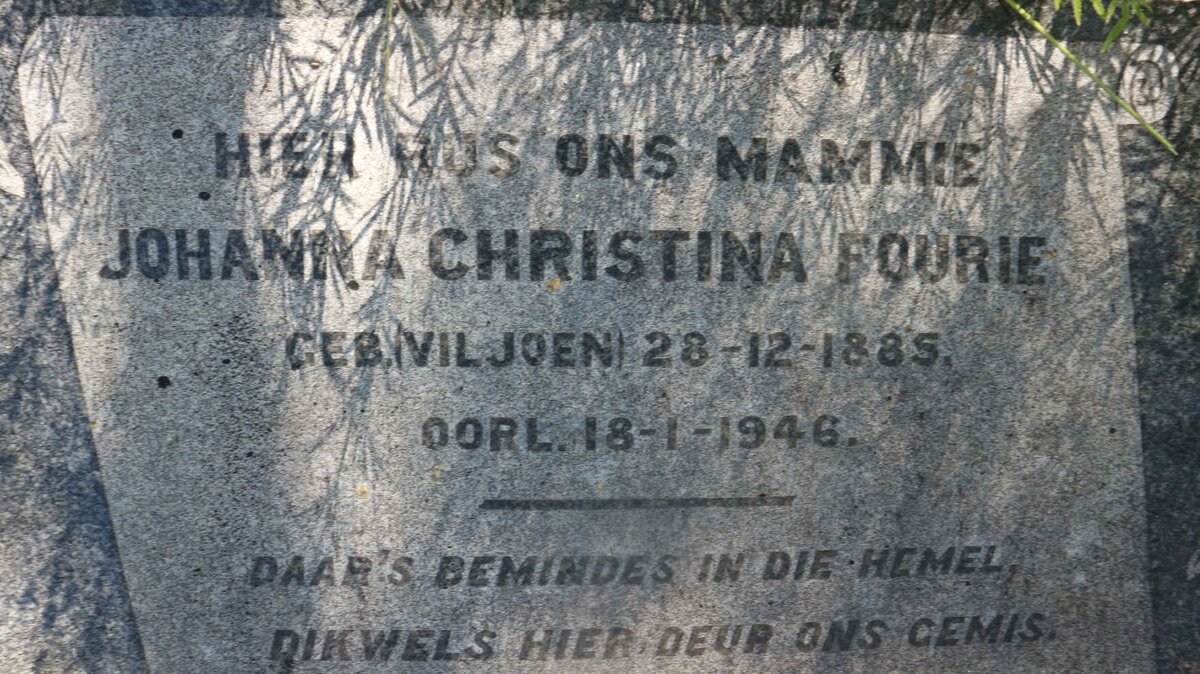 HIER RUS ONS MAMMIE
JOHANNA CHRISTINA FOURIE
GEB.(VILJOEN) 28-12-1885.
OORL. 18-1-1946.
DAAR'S BEMINDES IN DIE HEMEL,
DIKWELS HIER DEUR ONS GEMIS.